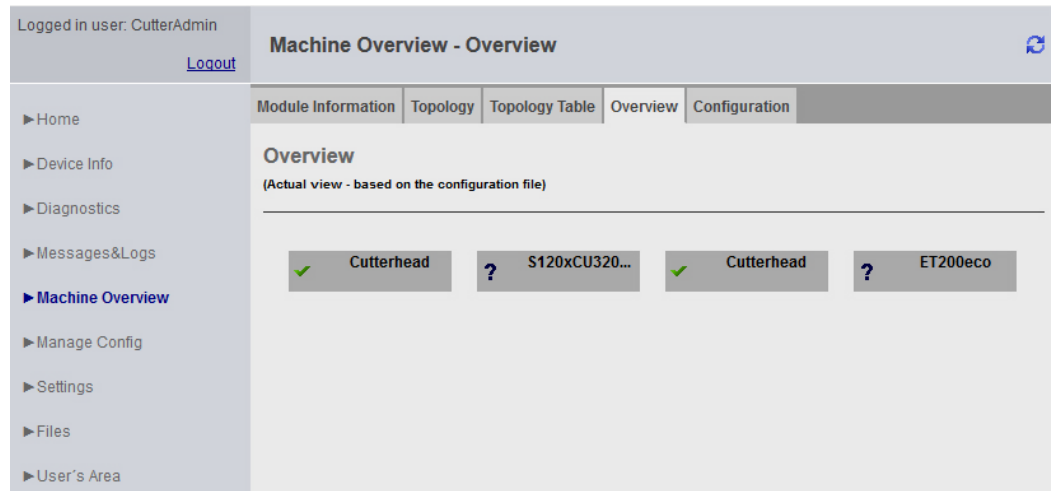 Logged in user: CutterAdmin
Logout
Machine Overview - Overview
Module Information Topology Topology Table Overview Configuration
►Home
►Device Info
►Diagnostics
►Messages&Logs
►Machine Overview
►Manage Config
►Settings
►Files
►User´s Area
Overview
(Actual view - based on the configuration file)
Cutterhead ? S120xCU320... Cutterhead ? ET200eco